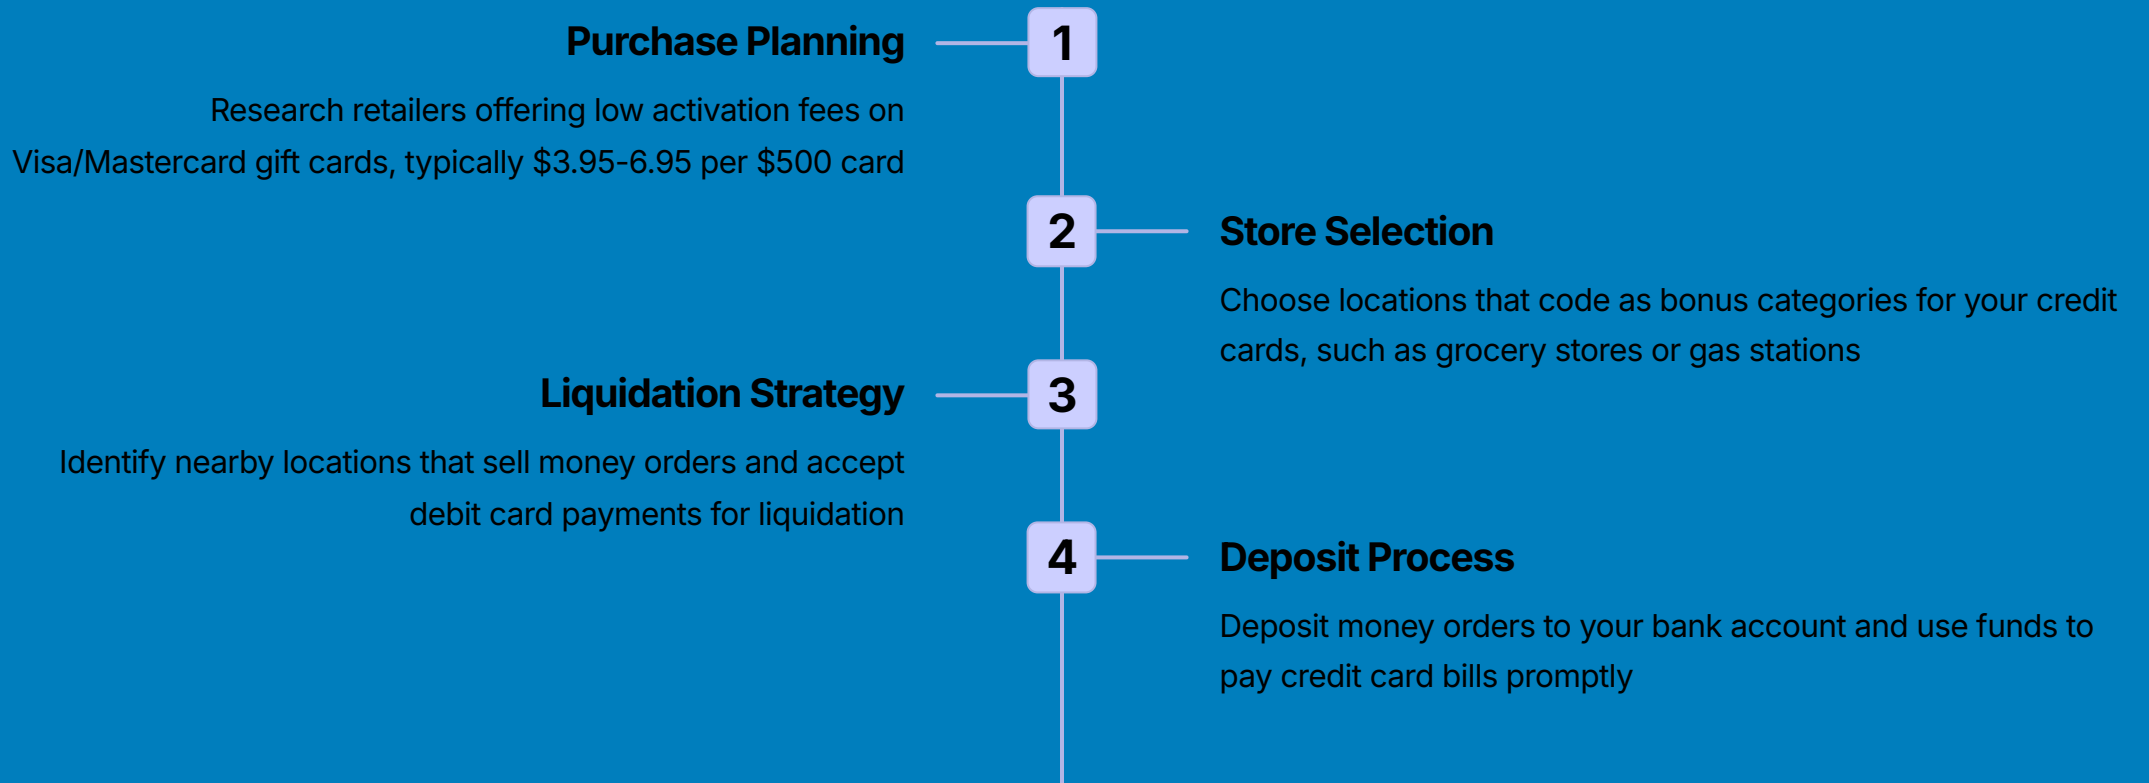 1
Purchase Planning
Research retailers offering low activation fees on
Visa/Mastercard gift cards, typically $3.95-6.95 per $500 card
2
Store Selection
Choose locations that code as bonus categories for your credit
cards, such as grocery stores or gas stations
3
Liquidation Strategy
Identify nearby locations that sell money orders and accept
debit card payments for liquidation
4
Deposit Process
Deposit money orders to your bank account and use funds to
pay credit card bills promptly